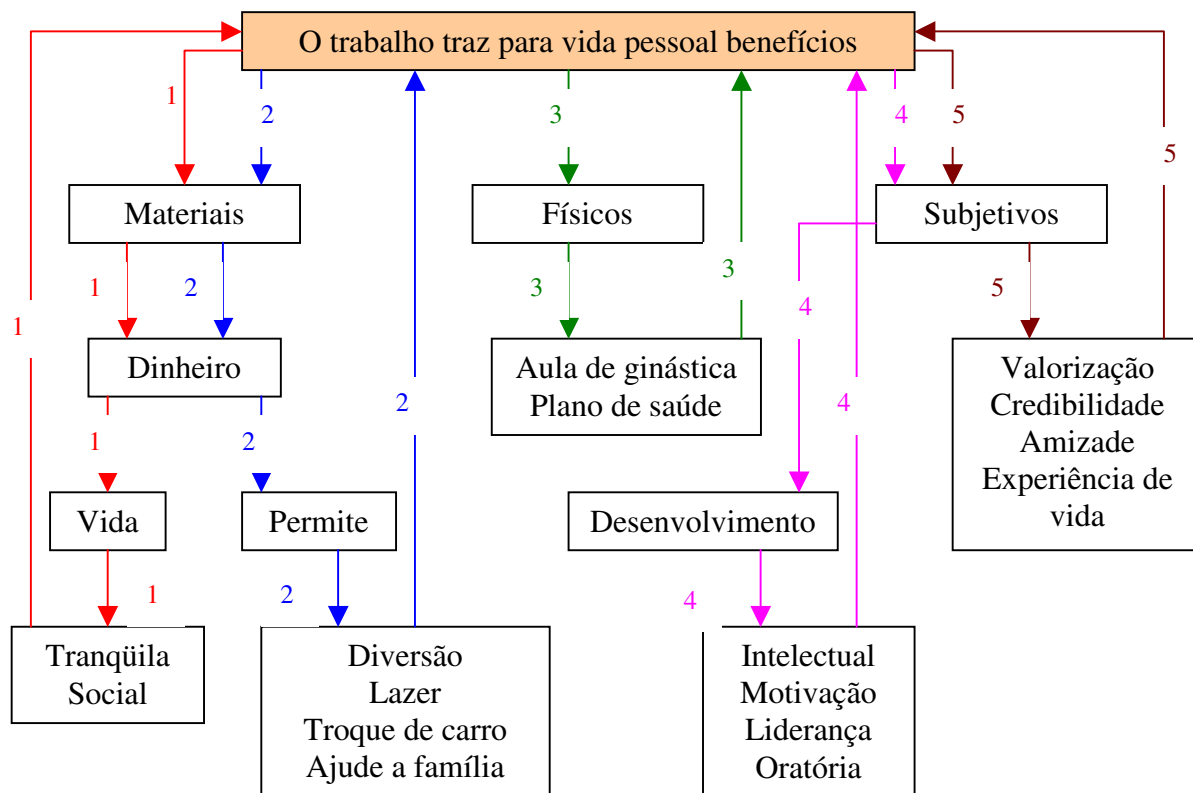 O trabalho traz para vida pessoal benefícios
1
2
3
4
5
5
Materiais
Físicos
Subjetivos
1
1
2
3
3
4
5
Dinheiro
Aula de ginástica
Plano de saúde
Valorização
Credibilidade
Amizade
Experiência de
vida
1
2
2
4
Vida
Permite
Desenvolvimento
1
2
4
Tranqüila
Social
Diversão
Lazer
Troque de carro
Ajude a família
Intelectual
Motivação
Liderança
Oratória